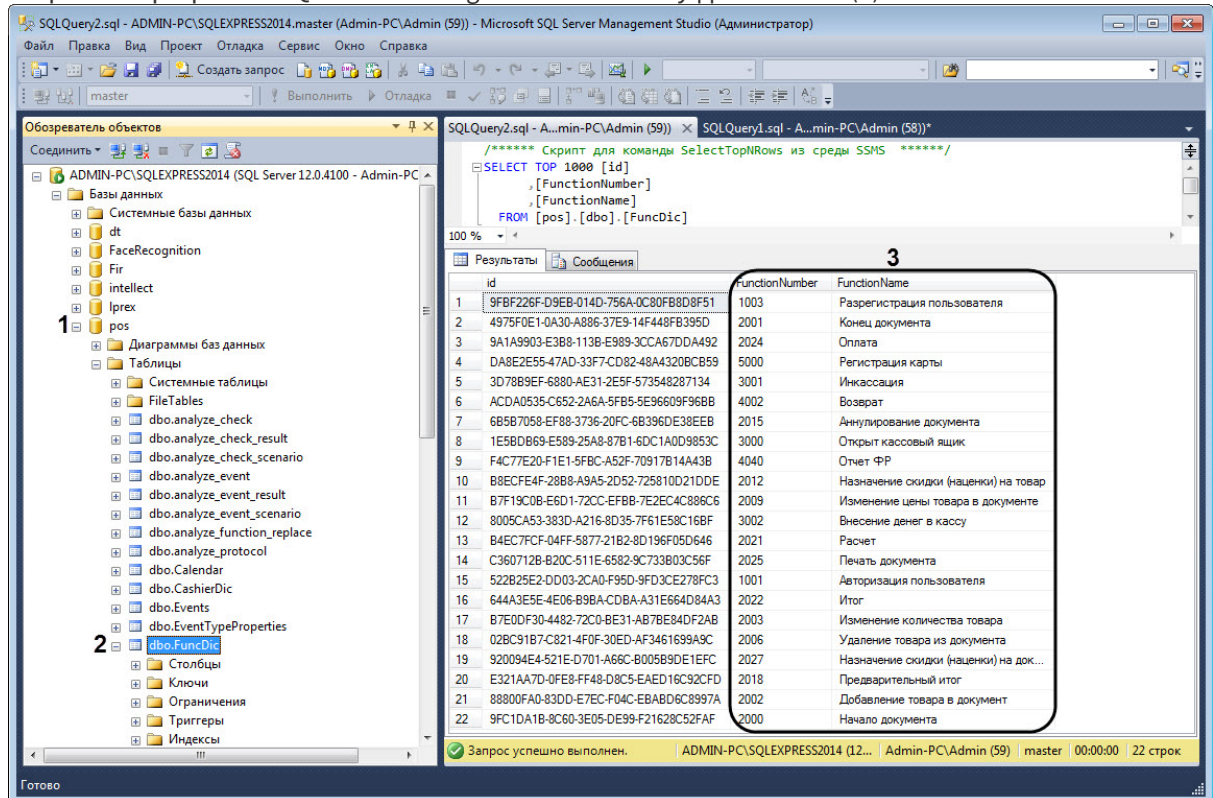 SQLQuery2.sql - ADMIN-PC\SQLEXPRESS2014.master (Admin-PC\Admin (59)) - Microsoft SQL Server Management Studio (Администратор)
Файл Правка Вид Проект Отладка Сервис Окно Справка
Создать запрос
master Выполнить Отладка
Обозреватель объектов
Соединить
ADMIN-PC\SQLEXPRESS2014 (SQL Server 12.0.4100 - Admin-PC
Базы данных
Системные базы данных
dt
FaceRecognition
Fir
intellect
lprex
1 pos
Диаграммы баз данных
Таблицы
Системные таблицы
FileTables
dbo.analyze_check
dbo.analyze_check_result
dbo.analyze_check_scenario
dbo.analyze_event
dbo.analyze_event_result
dbo.analyze_event_scenario
dbo.analyze_function_replace
dbo.analyze_protocol
dbo.Calendar
dbo.CashierDic
dbo.Events
dbo.EventTypeProperties
2 dbo.FuncDic
Столбцы
Ключи
Ограничения
Триггеры
Индексы
SQLQuery2.sql - A...min-PC\Admin (59)) SQLQuery1.sql - A...min-PC\Admin (58))*
/****** Скрипт для команды SelectTopNRows из среды SSMS ******/
SELECT TOP 1000 [id]
,[FunctionNumber]
,[FunctionName]
FROM [pos].[dbo].[FuncDic]
100 %
Результаты Сообщения
3
id FunctionNumber FunctionName
1 9FBF226F-D9EB-014D-756A-0C80FB8D8F51 1003 Разрегистрация пользователя
2 4975F0E1-0A30-A886-37E9-14F448FB395D 2001 Конец документа
3 9A1A9903-E3B8-113B-E989-3CCA67DDA492 2024 Оплата
4 DA8E2E55-47AD-33F7-CD82-48A4320BCB59 5000 Регистрация карты
5 3D78B9EF-6880-AE31-2E5F-573548287134 3001 Инкассация
6 ACDA0535-C652-2A6A-5FB5-5E96609F96BB 4002 Возврат
7 6B5B7058-EF88-3736-20FC-6B396DE38EEB 2015 Аннулирование документа
8 1E5BDB69-E589-25A8-87B1-6DC1A0D9853C 3000 Открыт кассовый ящик
9 F4C77E20-F1E1-5FBC-A52F-70917B14A43B 4040 Отчет ФР
10 B8ECFE4F-28B8-A9A5-2D52-725810D21DDE 2012 Назначение скидки (наценки) на товар
11 B7F19C0B-E6D1-72CC-EFBB-7E2EC4C886C6 2009 Изменение цены товара в документе
12 8005CA53-383D-A216-8D35-7F61E58C16BF 3002 Внесение денег в кассу
13 B4EC7FCF-04FF-5877-21B2-8D196F05D646 2021 Расчет
14 C360712B-B20C-511E-6582-9C733B03C56F 2025 Печать документа
15 522B25E2-DD03-2CA0-F95D-9FD3CE278FC3 1001 Авторизация пользователя
16 644A3E5E-4E06-B9BA-CDBA-A31E664D84A3 2022 Итог
17 B7E0DF30-4482-72C0-BE31-AB7BE84DF2AB 2003 Изменение количества товара
18 02BC91B7-C821-4F0F-30ED-AF3461699A9C 2006 Удаление товара из документа
19 920094E4-521E-D701-A66C-B005B9DE1EFC 2027 Назначение скидки (наценки) на док...
20 E321AA7D-0FE8-FF48-D8C5-EAED16C92CFD 2018 Предварительный итог
21 88800FA0-83DD-E7EC-F04C-EBABD6C8997A 2002 Добавление товара в документ
22 9FC1DA1B-8C60-3E05-DE99-F21628C52FAF 2000 Начало документа
Запрос успешно выполнен. ADMIN-PC\SQLEXPRESS2014 (12... Admin-PC\Admin (59) master 00:00:00 22 строк
Готово